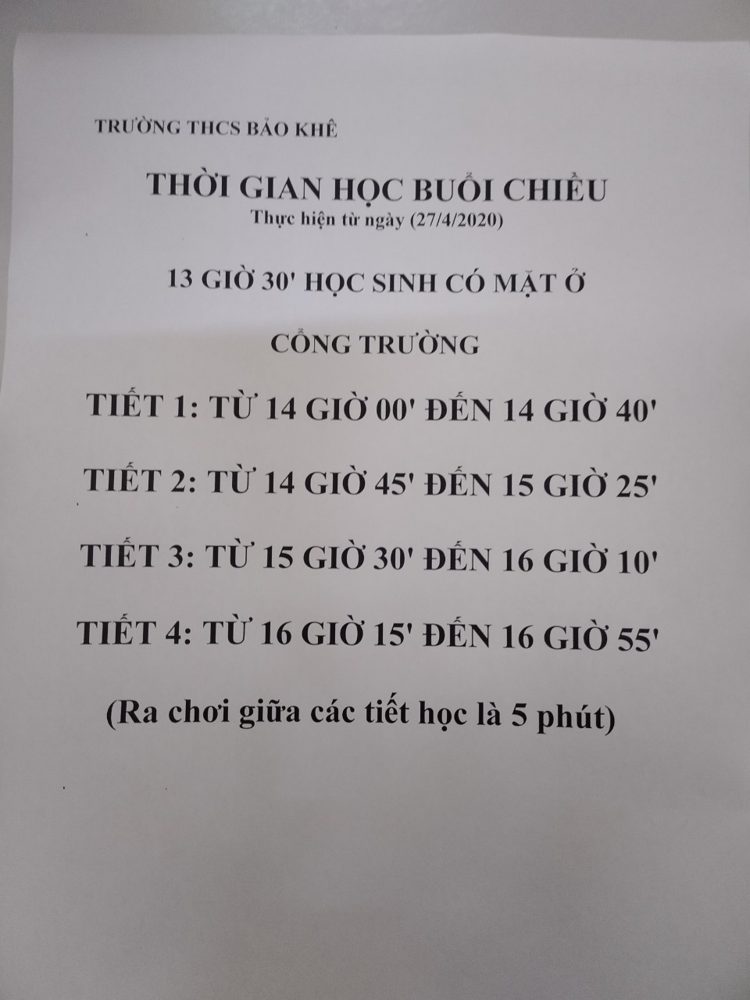 TRƯỜNG THCS BẢO KHÊ
THỜI GIAN HỌC BUỔI CHIỀU
Thực hiện từ ngày (27/4/2020)
13 GIỜ 30' HỌC SINH CÓ MẶT Ở
CỔNG TRƯỜNG
TIẾT 1: TỪ 14 GIỜ 00' ĐẾN 14 GIỜ 40'
TIẾT 2: TỪ 14 GIỜ 45' ĐẾN 15 GIỜ 25'
TIẾT 3: TỪ 15 GIỜ 30' ĐẾN 16 GIỜ 10'
TIẾT 4: TỪ 16 GIỜ 15' ĐẾN 16 GIỜ 55'
(Ra chơi giữa các tiết học là 5 phút)